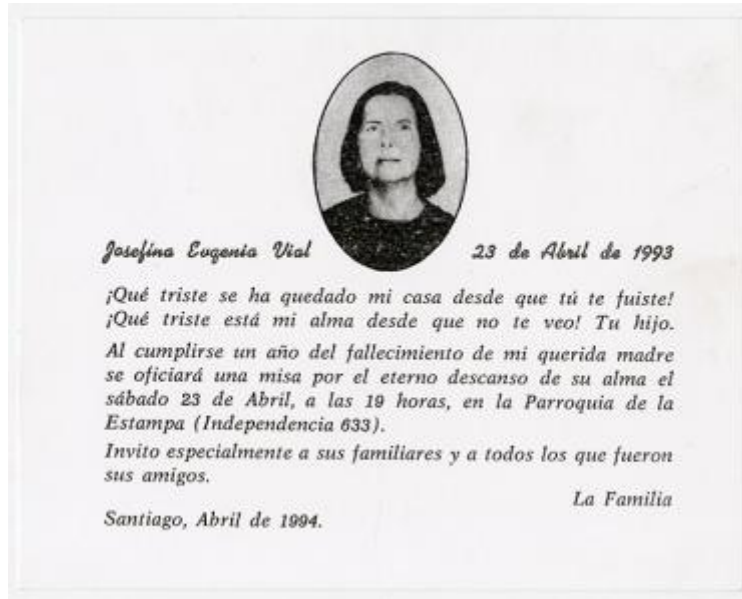 Josefina Eugenia Vial 23 de Abril de 1993
¡Qué triste se ha quedado mi casa desde que tú te fuiste!
¡Qué triste está mi alma desde que no te veo! Tu hijo.
Al cumplirse un año del fallecimiento de mi querida madre
se oficiará una misa por el eterno descanso de su alma el
sábado 23 de Abril, a las 19 horas, en la Parroquia de la
Estampa (Independencia 633).
Invito especialmente a sus familiares y a todos los que fueron
sus amigos.
La Familia
Santiago, Abril de 1994.